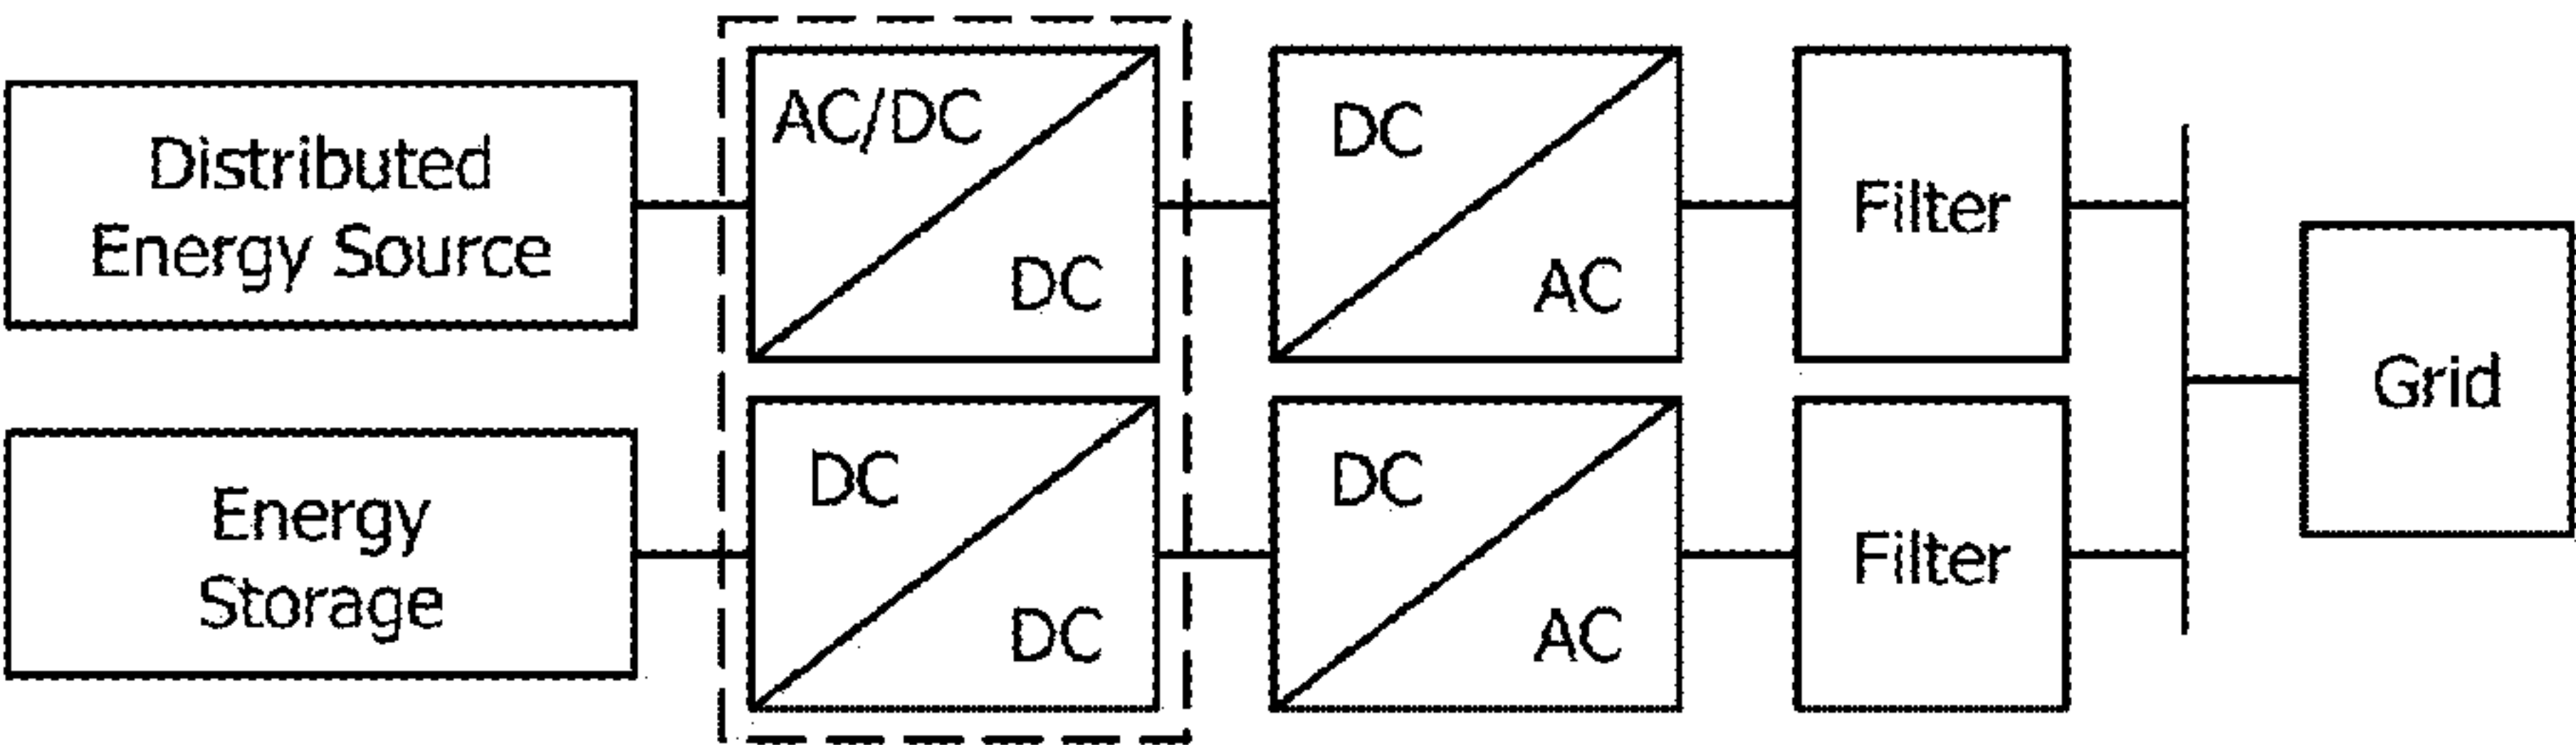 Distributed
Energy Source
AC/DC
DC
DC
AC
Filter
Grid
Energy
Storage
DC
DC
DC
AC
Filter